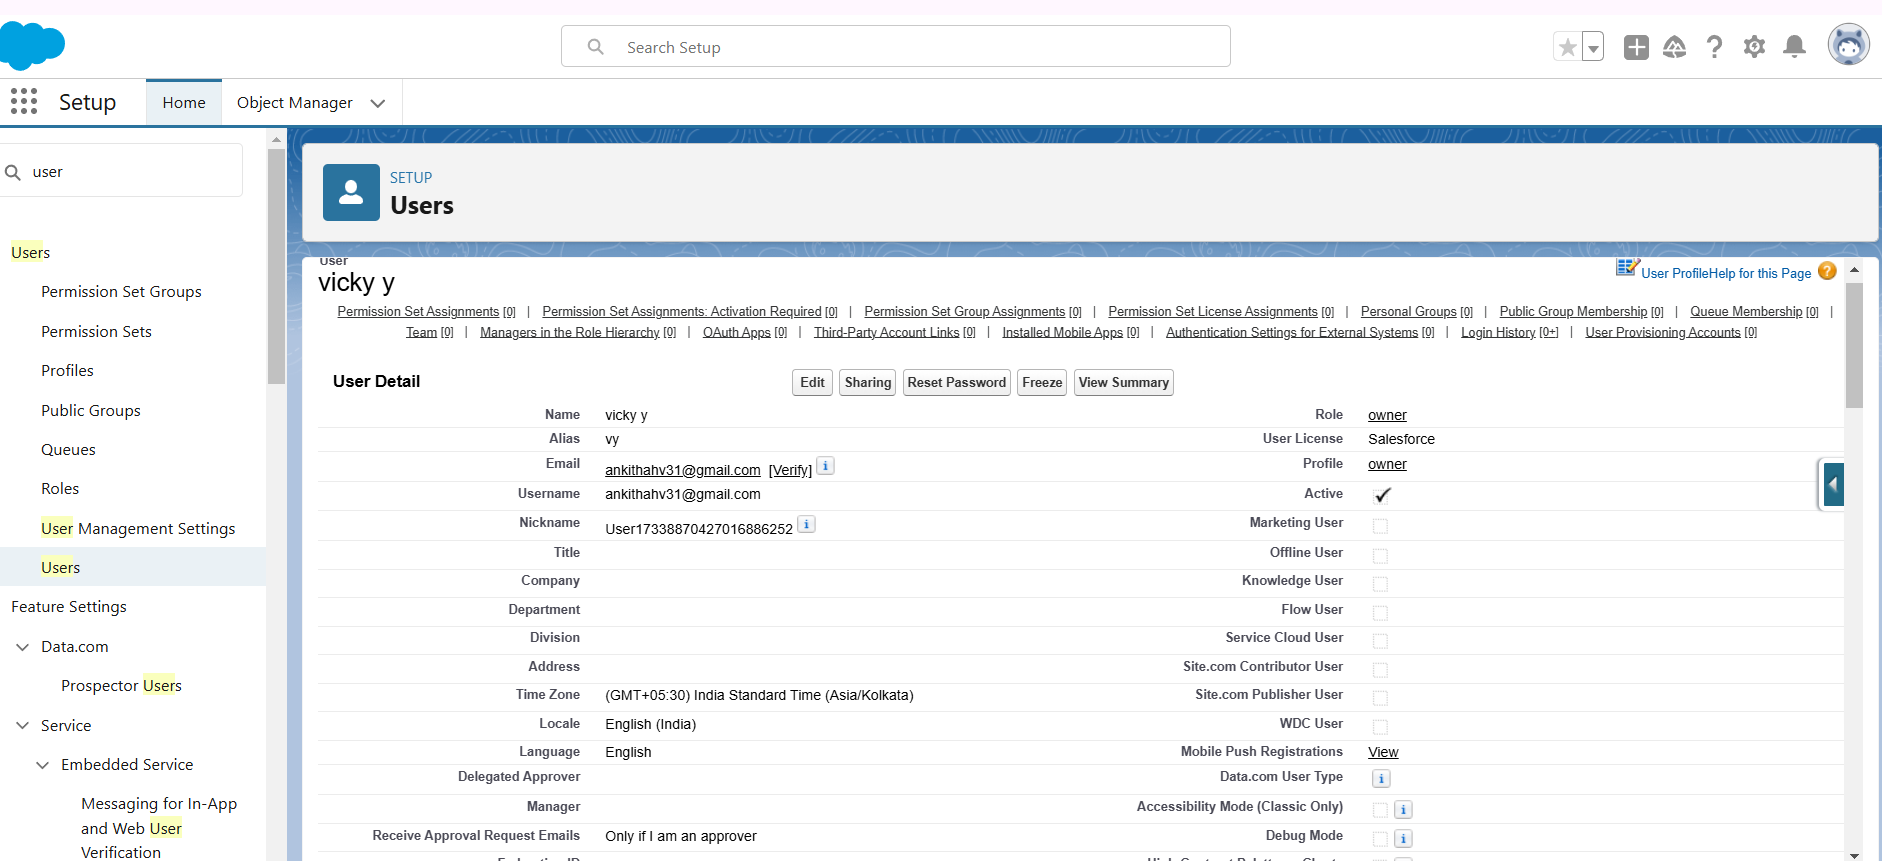 Search Setup
Setup
Home
Object Manager
user
Users
Permission Set Groups
Permission Sets
Profiles
Public Groups
Queues
Roles
User Management Settings
Users
Feature Settings
Data.com
Prospector Users
Service
Embedded Service
Messaging for In-App
and Web User
Verification
SETUP
Users
User
vicky y
User Profile Help for this Page
Permission Set Assignments [0] | Permission Set Assignments: Activation Required [0] | Permission Set Group Assignments [0] | Permission Set License Assignments [0] | Personal Groups [0] | Public Group Membership [0] | Queue Membership [0] |
Team [0] | Managers in the Role Hierarchy [0] | OAuth Apps [0] | Third-Party Account Links [0] | Installed Mobile Apps [0] | Authentication Settings for External Systems [0] | Login History [0+] | User Provisioning Accounts [0]
User Detail Edit Sharing Reset Password Freeze View Summary
Name vicky y Role owner
Alias vy User License Salesforce
Email ankithahv31@gmail.com [Verify] i Profile owner
Username ankithahv31@gmail.com Active
Nickname User17338870427016886252 i Marketing User
Title Offline User
Company Knowledge User
Department Flow User
Division Service Cloud User
Address Site.com Contributor User
Time Zone (GMT+05:30) India Standard Time (Asia/Kolkata) Site.com Publisher User
Locale English (India) WDC User
Language English Mobile Push Registrations View
Delegated Approver Data.com User Type i
Manager Accessibility Mode (Classic Only) i
Receive Approval Request Emails Only if I am an approver Debug Mode i